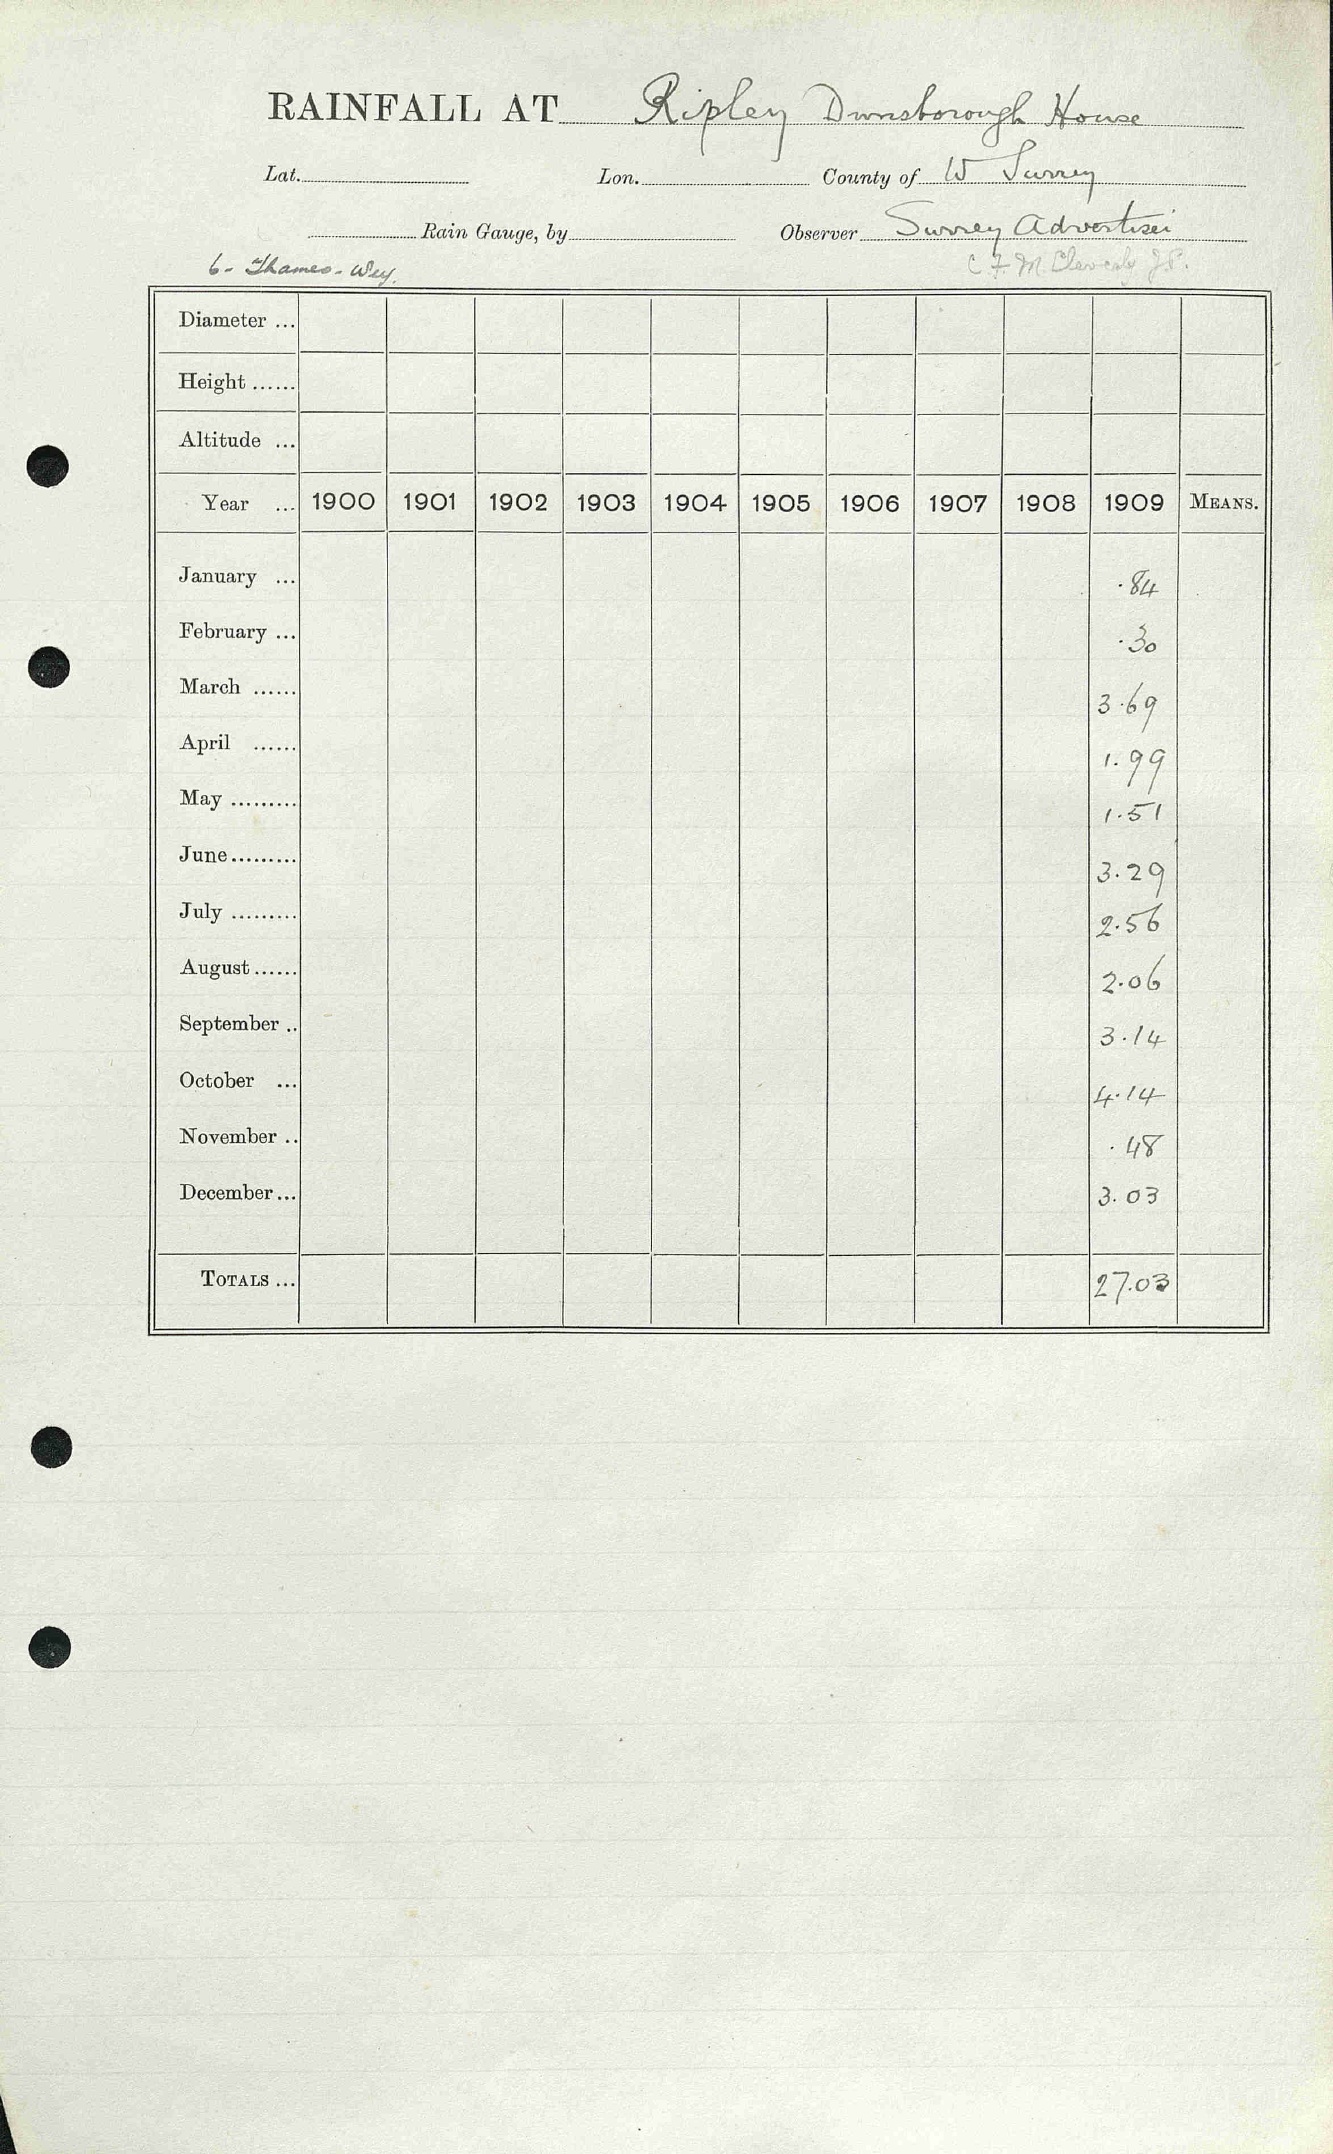 RAINFALL AT Ripley Dunsborough House
Lat. Lon. County of W Surrey
Rain Gauge, by Observer Surrey Advertiser
6 - Thames - Wey. C F M
Diameter ...
Height ......
Altitude ...
Year ... 1900 1901 1902 1903 1904 1905 1906 1907 1908 1909 MEANS.
January ... .84
February ... .30
March ...... 3.69
April ...... 1.99
May ......... 1.51
June ......... 3.29
July ......... 2.56
August ...... 2.06
September .. 3.14
October ... 4.14
November .. .48
December ... 3.03
TOTALS ... 27.03